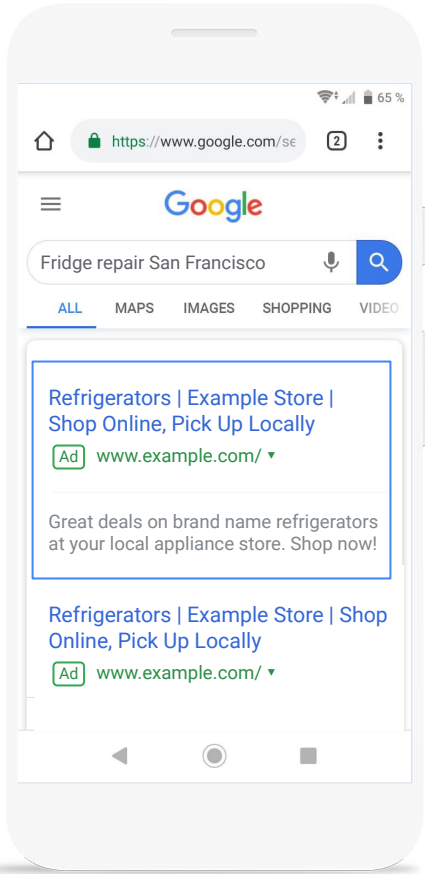 65 %
https://www.google.com/se
2
Google
Fridge repair San Francisco
ALL MAPS IMAGES SHOPPING VIDEO
Refrigerators | Example Store |
Shop Online, Pick Up Locally
Ad www.example.com/
Great deals on brand name refrigerators
at your local appliance store. Shop now!
Refrigerators | Example Store | Shop
Online, Pick Up Locally
Ad www.example.com/